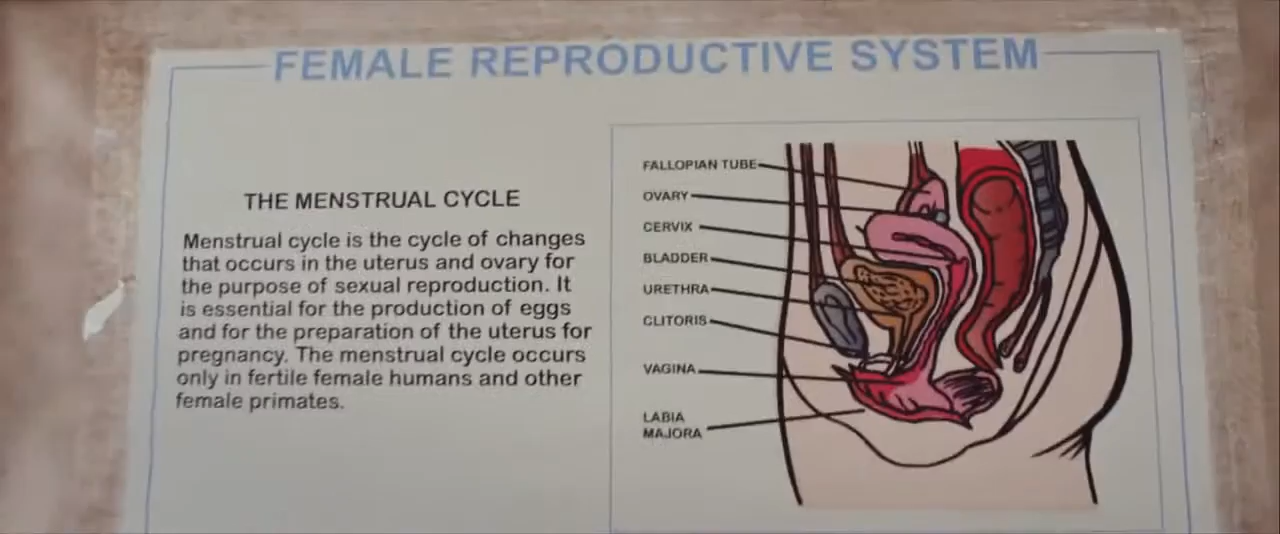 FEMALE REPRODUCTIVE SYSTEM
THE MENSTRUAL CYCLE
Menstrual cycle is the cycle of changes
that occurs in the uterus and ovary for
the purpose of sexual reproduction. It
is essential for the production of eggs
and for the preparation of the uterus for
pregnancy. The menstrual cycle occurs
only in fertile female humans and other
female primates.
FALLOPIAN TUBE
OVARY
CERVIX
BLADDER
URETHRA
CLITORIS
VAGINA
LABIA
MAJORA